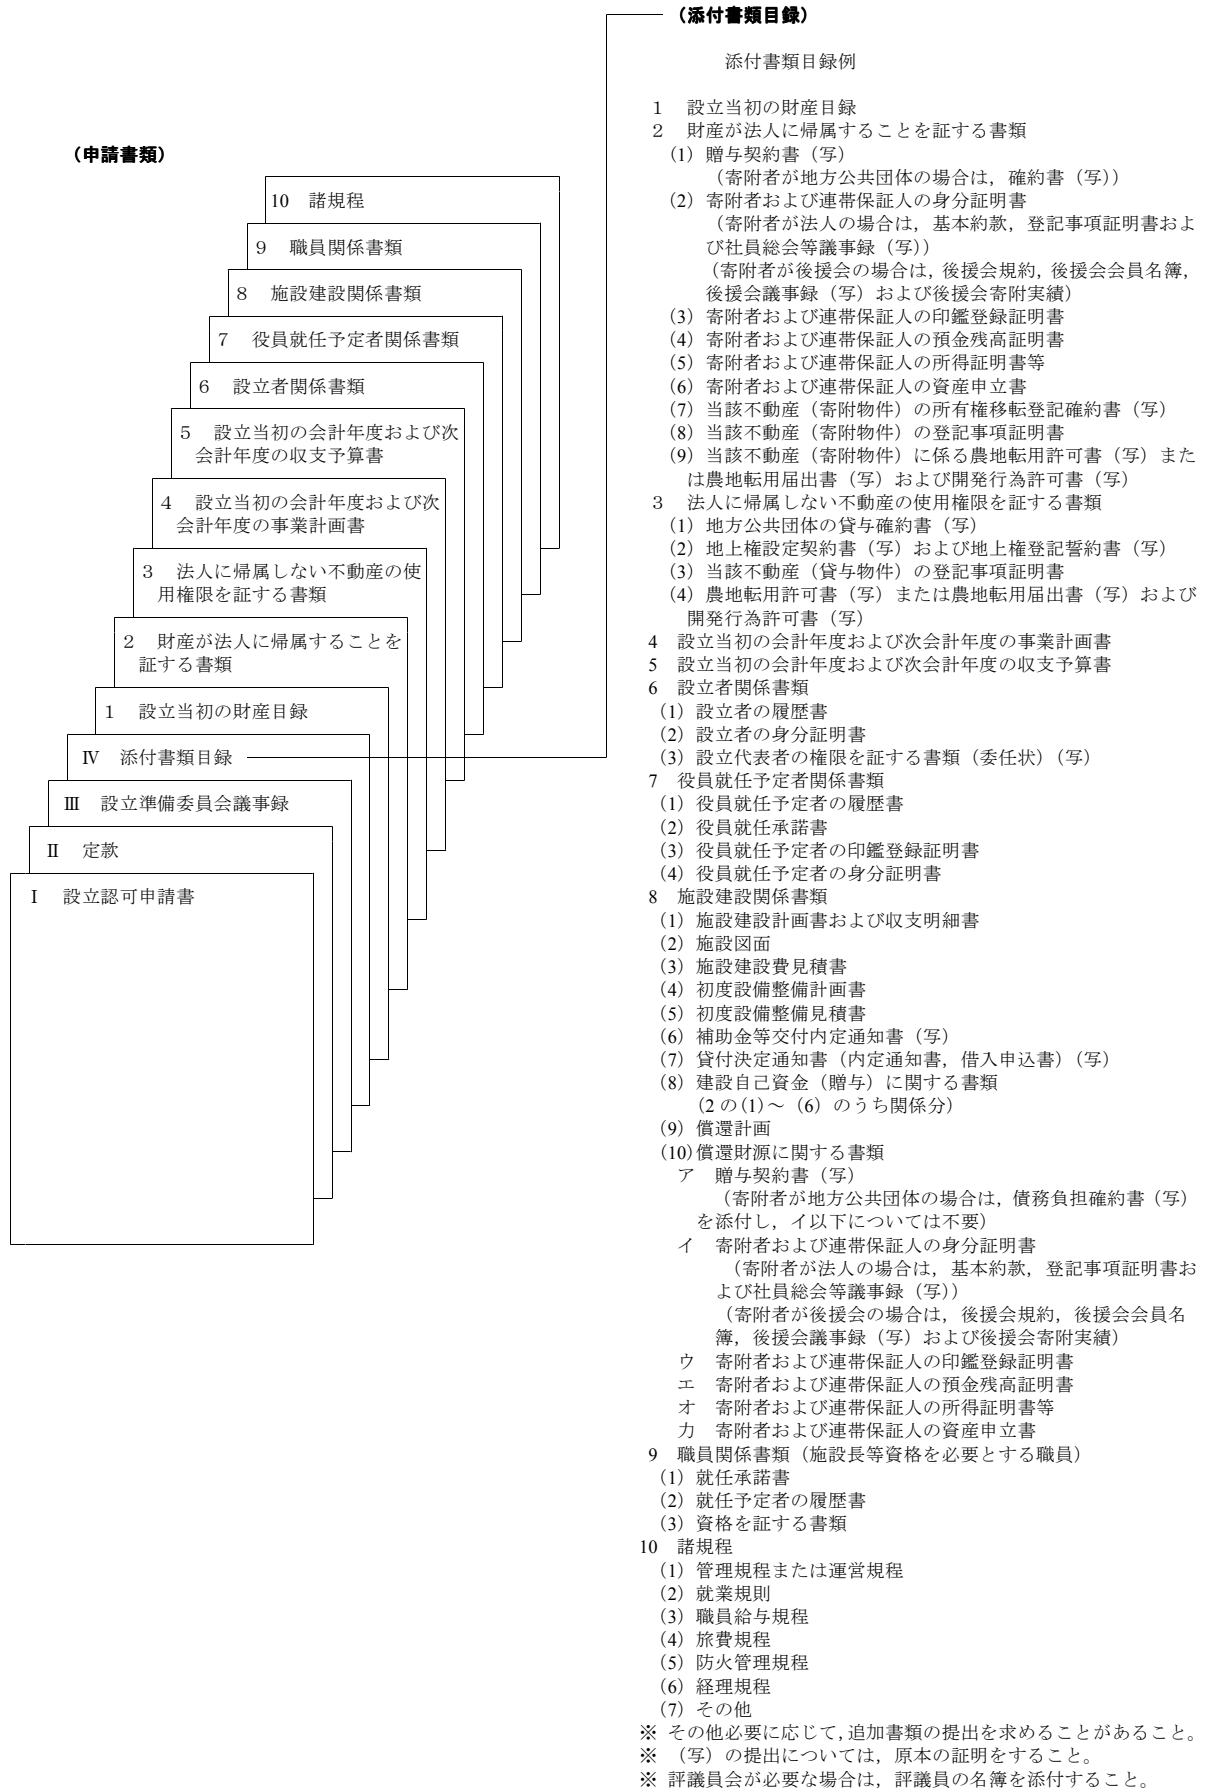 (申請書類)
10　諸規程
９　職員関係書類
８　施設建設関係書類
７　役員就任予定者関係書類
６　設立者関係書類
５　設立当初の会計年度および次
会計年度の収支予算書
４　設立当初の会計年度および次
会計年度の事業計画書
３　法人に帰属しない不動産の使
用権限を証する書類
２　財産が法人に帰属することを
証する書類
１　設立当初の財産目録
Ⅳ　添付書類目録
Ⅲ　設立準備委員会議事録
Ⅱ　定款
Ⅰ　設立認可申請書
(添付書類目録)
添付書類目録例
１　設立当初の財産目録
２　財産が法人に帰属することを証する書類
(1) 贈与契約書（写）
（寄附者が地方公共団体の場合は，確約書（写））
(2) 寄附者および連帯保証人の身分証明書
（寄附者が法人の場合は，基本約款，登記事項証明書およ
び社員総会等議事録（写））
（寄附者が後援会の場合は，後援会規約，後援会会員名簿，
後援会議事録（写）および後援会寄附実績）
(3) 寄附者および連帯保証人の印鑑登録証明書
(4) 寄附者および連帯保証人の預金残高証明書
(5) 寄附者および連帯保証人の所得証明書等
(6) 寄附者および連帯保証人の資産申立書
(7) 当該不動産（寄附物件）の所有権移転登記確約書（写）
(8) 当該不動産（寄附物件）の登記事項証明書
(9) 当該不動産（寄附物件）に係る農地転用許可書（写）また
は農地転用届出書（写）および開発行為許可書（写）
３　法人に帰属しない不動産の使用権限を証する書類
(1) 地方公共団体の貸与確約書（写）
(2) 地上権設定契約書（写）および地上権登記誓約書（写）
(3) 当該不動産（貸与物件）の登記事項証明書
(4) 農地転用許可書（写）または農地転用届出書（写）および
開発行為許可書（写）
4　設立当初の会計年度および次会計年度の事業計画書
5　設立当初の会計年度および次会計年度の収支予算書
6　設立者関係書類
(1) 設立者の履歴書
(2) 設立者の身分証明書
(3) 設立代表者の権限を証する書類（委任状）（写）
7　役員就任予定者関係書類
(1) 役員就任予定者の履歴書
(2) 役員就任承諾書
(3) 役員就任予定者の印鑑登録証明書
(4) 役員就任予定者の身分証明書
8　施設建設関係書類
(1) 施設建設計画書および収支明細書
(2) 施設図面
(3) 施設建設費見積書
(4) 初度設備整備計画書
(5) 初度設備整備見積書
(6) 補助金等交付内定通知書（写）
(7) 貸付決定通知書（内定通知書，借入申込書）（写）
(8) 建設自己資金（贈与）に関する書類
（2の(1)～（6）のうち関係分）
(9) 償還計画
(10)償還財源に関する書類
ア　贈与契約書（写）
（寄附者が地方公共団体の場合は，債務負担確約書（写）
を添付し，イ以下については不要）
イ　寄附者および連帯保証人の身分証明書
（寄附者が法人の場合は，基本約款，登記事項証明書お
よび社員総会等議事録（写））
（寄附者が後援会の場合は，後援会規約，後援会会員名
簿，後援会議事録（写）および後援会寄附実績）
ウ　寄附者および連帯保証人の印鑑登録証明書
エ　寄附者および連帯保証人の預金残高証明書
オ　寄附者および連帯保証人の所得証明書等
カ　寄附者および連帯保証人の資産申立書
9　職員関係書類（施設長等資格を必要とする職員）
(1) 就任承諾書
(2) 就任予定者の履歴書
(3) 資格を証する書類
10　諸規程
(1) 管理規程または運営規程
(2) 就業規則
(3) 職員給与規程
(4) 旅費規程
(5) 防火管理規程
(6) 経理規程
(7) その他
※ その他必要に応じて，追加書類の提出を求めることがあること。
※ （写）の提出については，原本の証明をすること。
※ 評議員会が必要な場合は，評議員の名簿を添付すること。